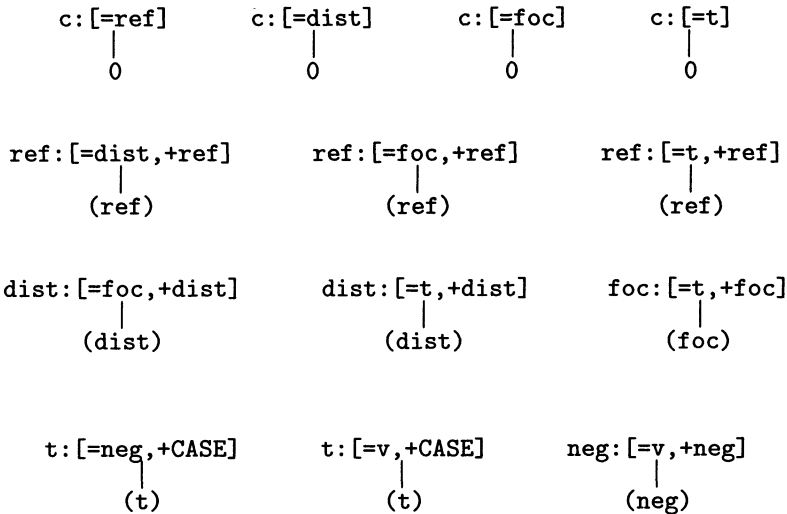 c:[=ref] c:[=dist] c:[=foc] c:[=t]
0 0 0 0
ref:[=dist,+ref] ref:[=foc,+ref] ref:[=t,+ref]
(ref) (ref) (ref)
dist:[=foc,+dist] dist:[=t,+dist] foc:[=t,+foc]
(dist) (dist) (foc)
t:[=neg,+CASE] t:[=v,+CASE] neg:[=v,+neg]
(t) (t) (neg)